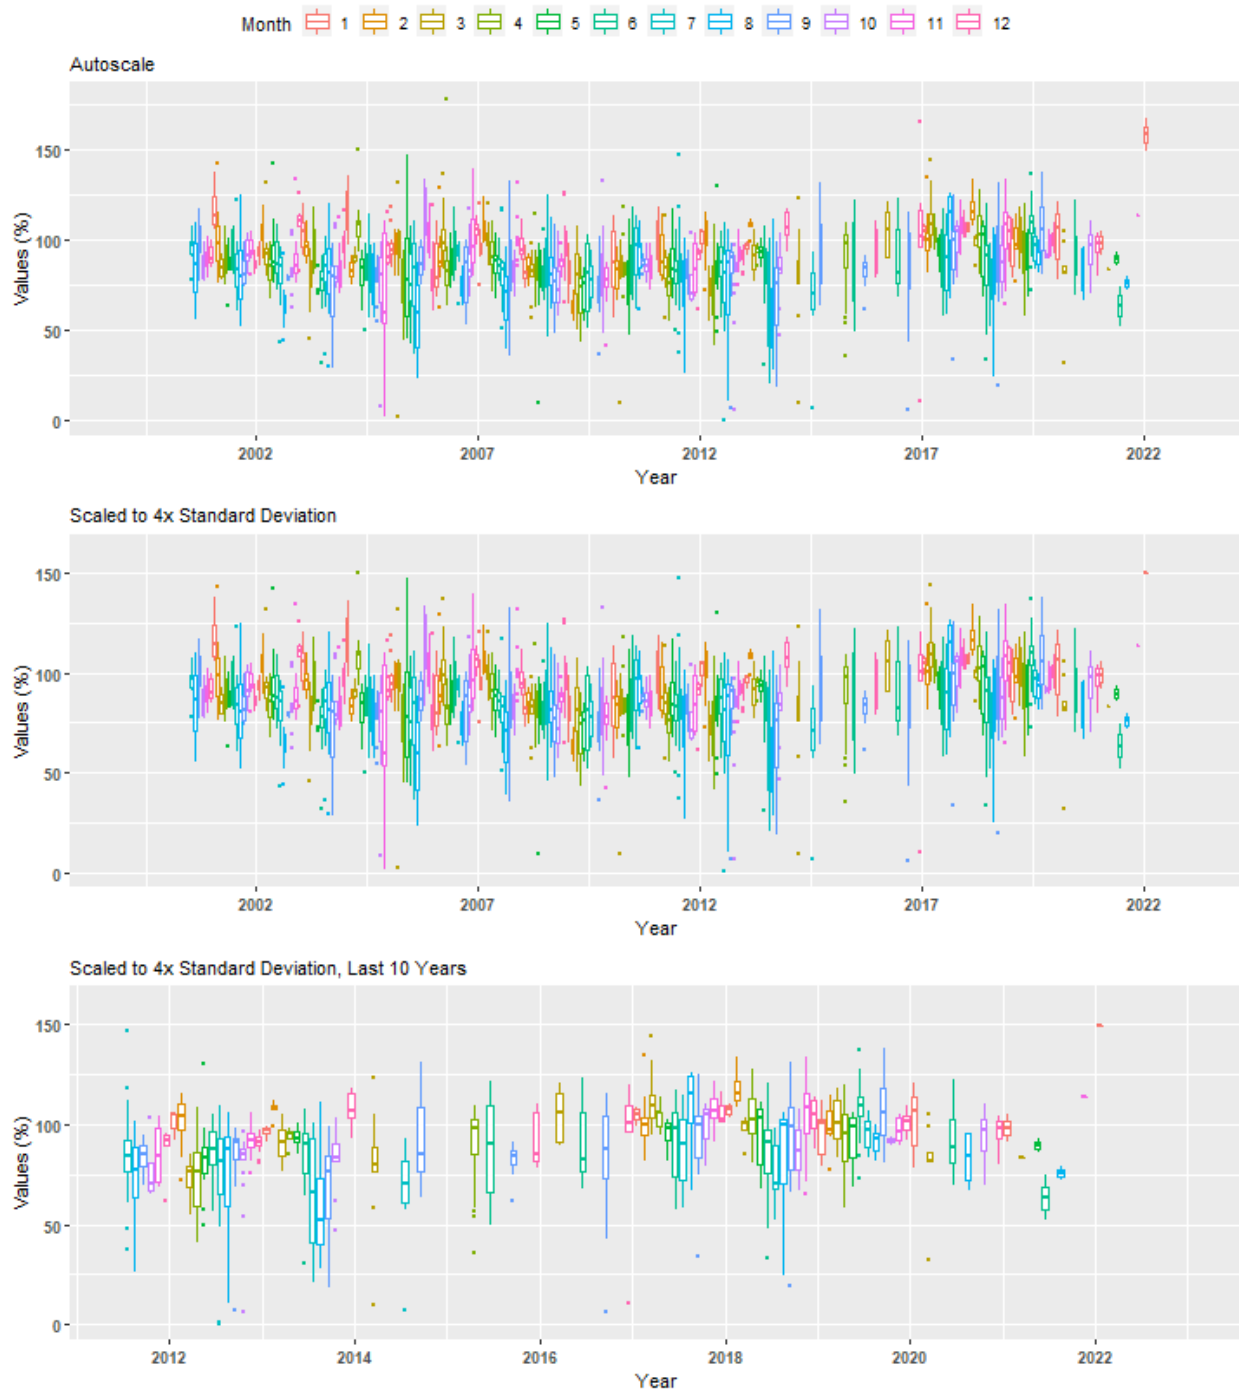 Month 1 2 3 4 5 6 7 8 9 10 11 12
Autoscale
150
100
50
0
Values (%)
2002 2007 2012 2017 2022
Year
Scaled to 4x Standard Deviation
150
100
50
0
Values (%)
2002 2007 2012 2017 2022
Year
Scaled to 4x Standard Deviation, Last 10 Years
150
100
50
0
Values (%)
2012 2014 2016 2018 2020 2022
Year